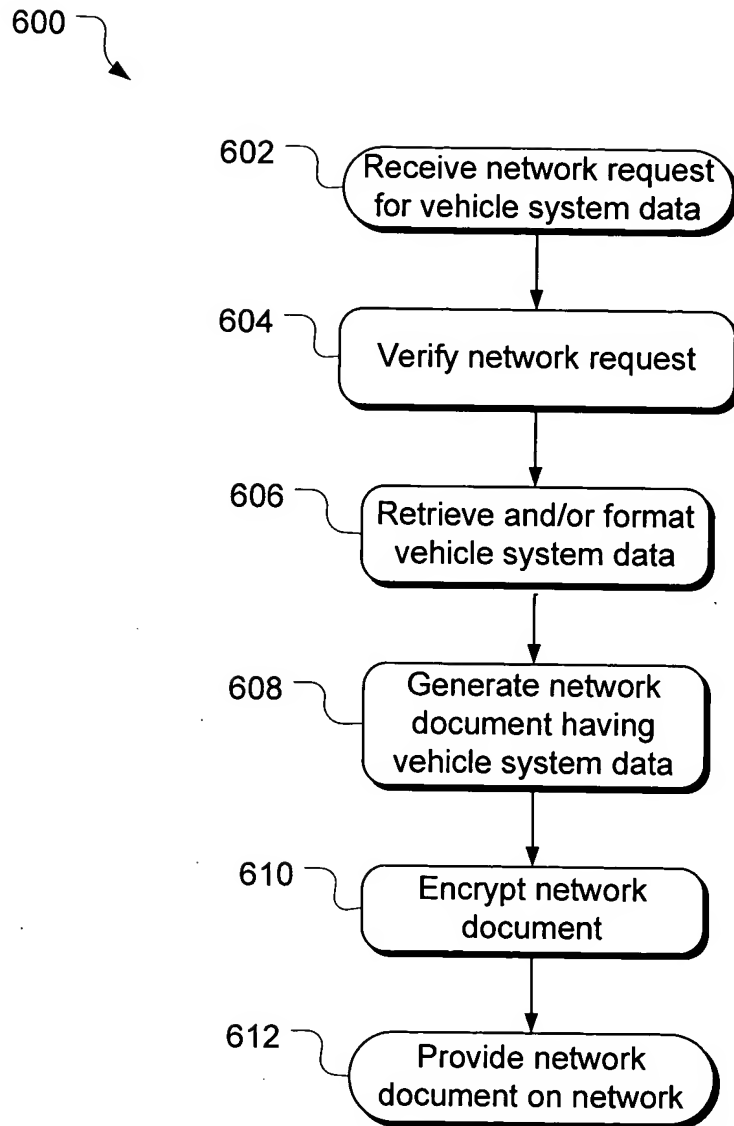 600
602
Receive network request
for vehicle system data
604
Verify network request
606
Retrieve and/or format
vehicle system data
608
Generate network
document having
vehicle system data
610
Encrypt network
document
612
Provide network
document on network